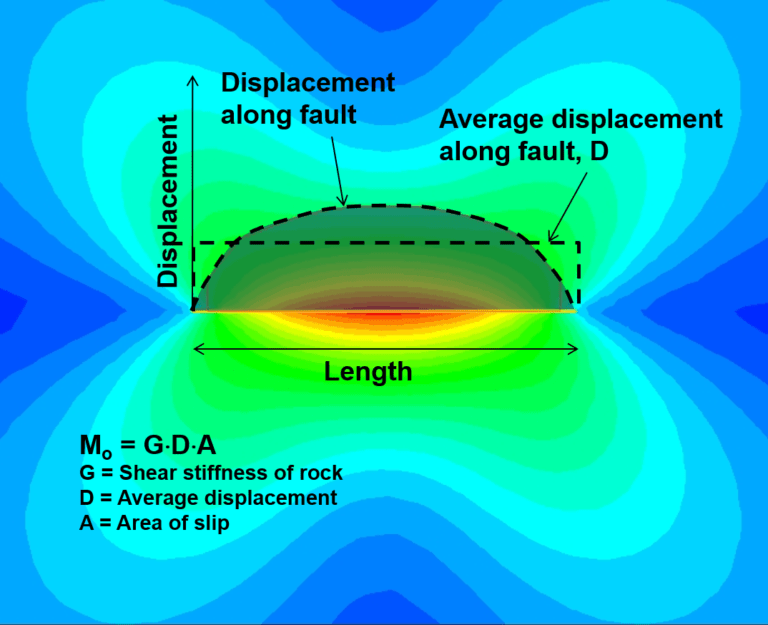 Displacement
along fault
Average displacement
along fault, D
Displacement
Length
Mo = G·D·A
G = Shear stiffness of rock
D = Average displacement
A = Area of slip